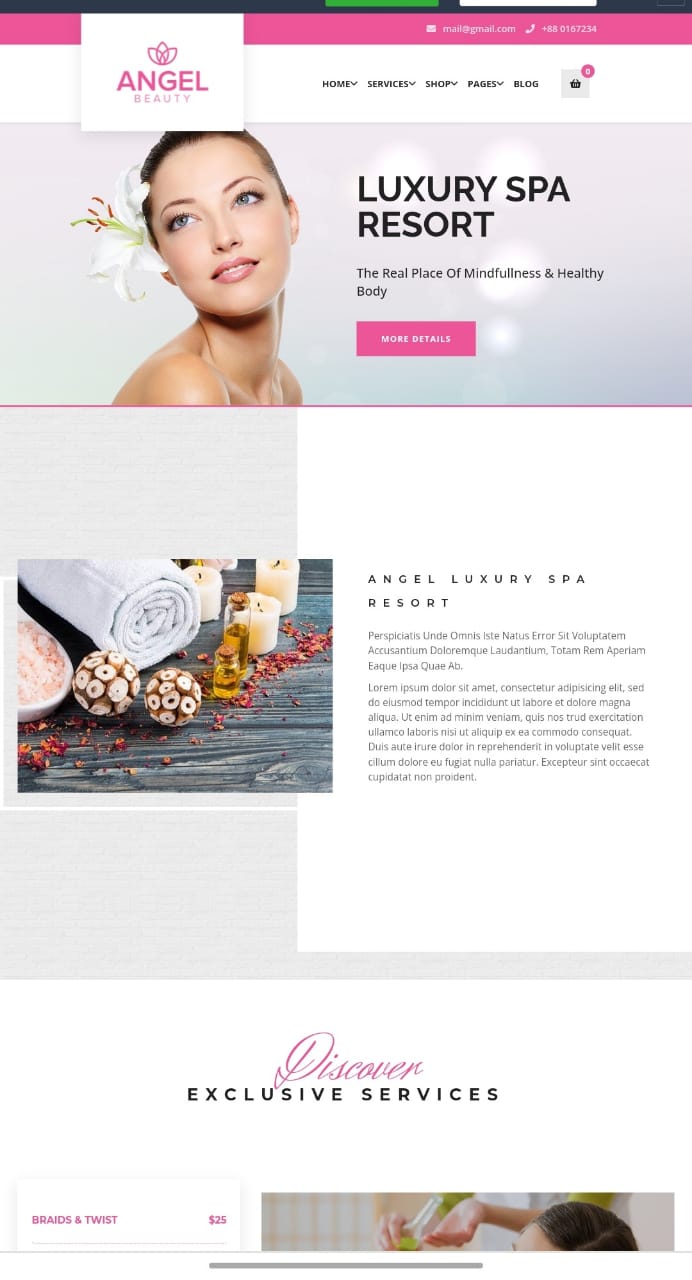 mail@gmail.com +88 0167234
ANGEL
BEAUTY
HOME SERVICES SHOP PAGES BLOG
0
LUXURY SPA
RESORT
The Real Place Of Mindfullness & Healthy
Body
MORE DETAILS
ANGEL LUXURY SPA
RESORT
Perspiciatis Unde Omnis Iste Natus Error Sit Voluptatem
Accusantium Doloremque Laudantium, Totam Rem Aperiam
Eaque Ipsa Quae Ab.
Lorem ipsum dolor sit amet, consectetur adipisicing elit, sed
do eiusmod tempor incididunt ut labore et dolore magna
aliqua. Ut enim ad minim veniam, quis nos trud exercitation
ullamco laboris nisi ut aliquip ex ea commodo consequat.
Duis aute irure dolor in reprehenderit in voluptate velit esse
cillum dolore eu fugiat nulla pariatur. Excepteur sint occaecat
cupidatat non proident.
Discover
EXCLUSIVE SERVICES
BRAIDS & TWIST $25